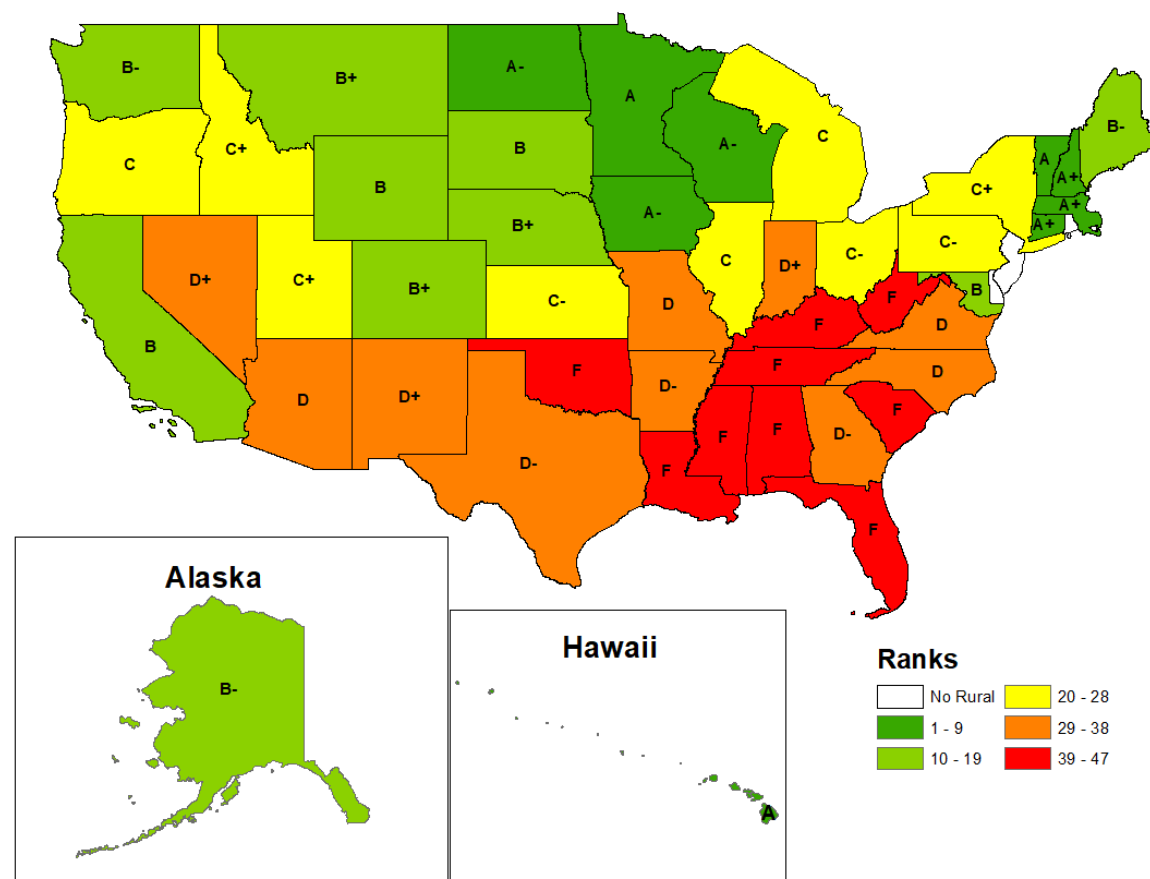 B-
B+
A-
A
C
B-
C
C+
B
B
A-
C+
A
A+
A+
A+
B+
A-
B
D+
C+
B+
C-
C
D+
C-
C-
B
D
F
F
D
D
D+
F
D-
F
D
D-
F
F
F
D-
F
F
Alaska
B-
Hawaii
A
Ranks
No Rural
1 - 9
10 - 19
20 - 28
29 - 38
39 - 47